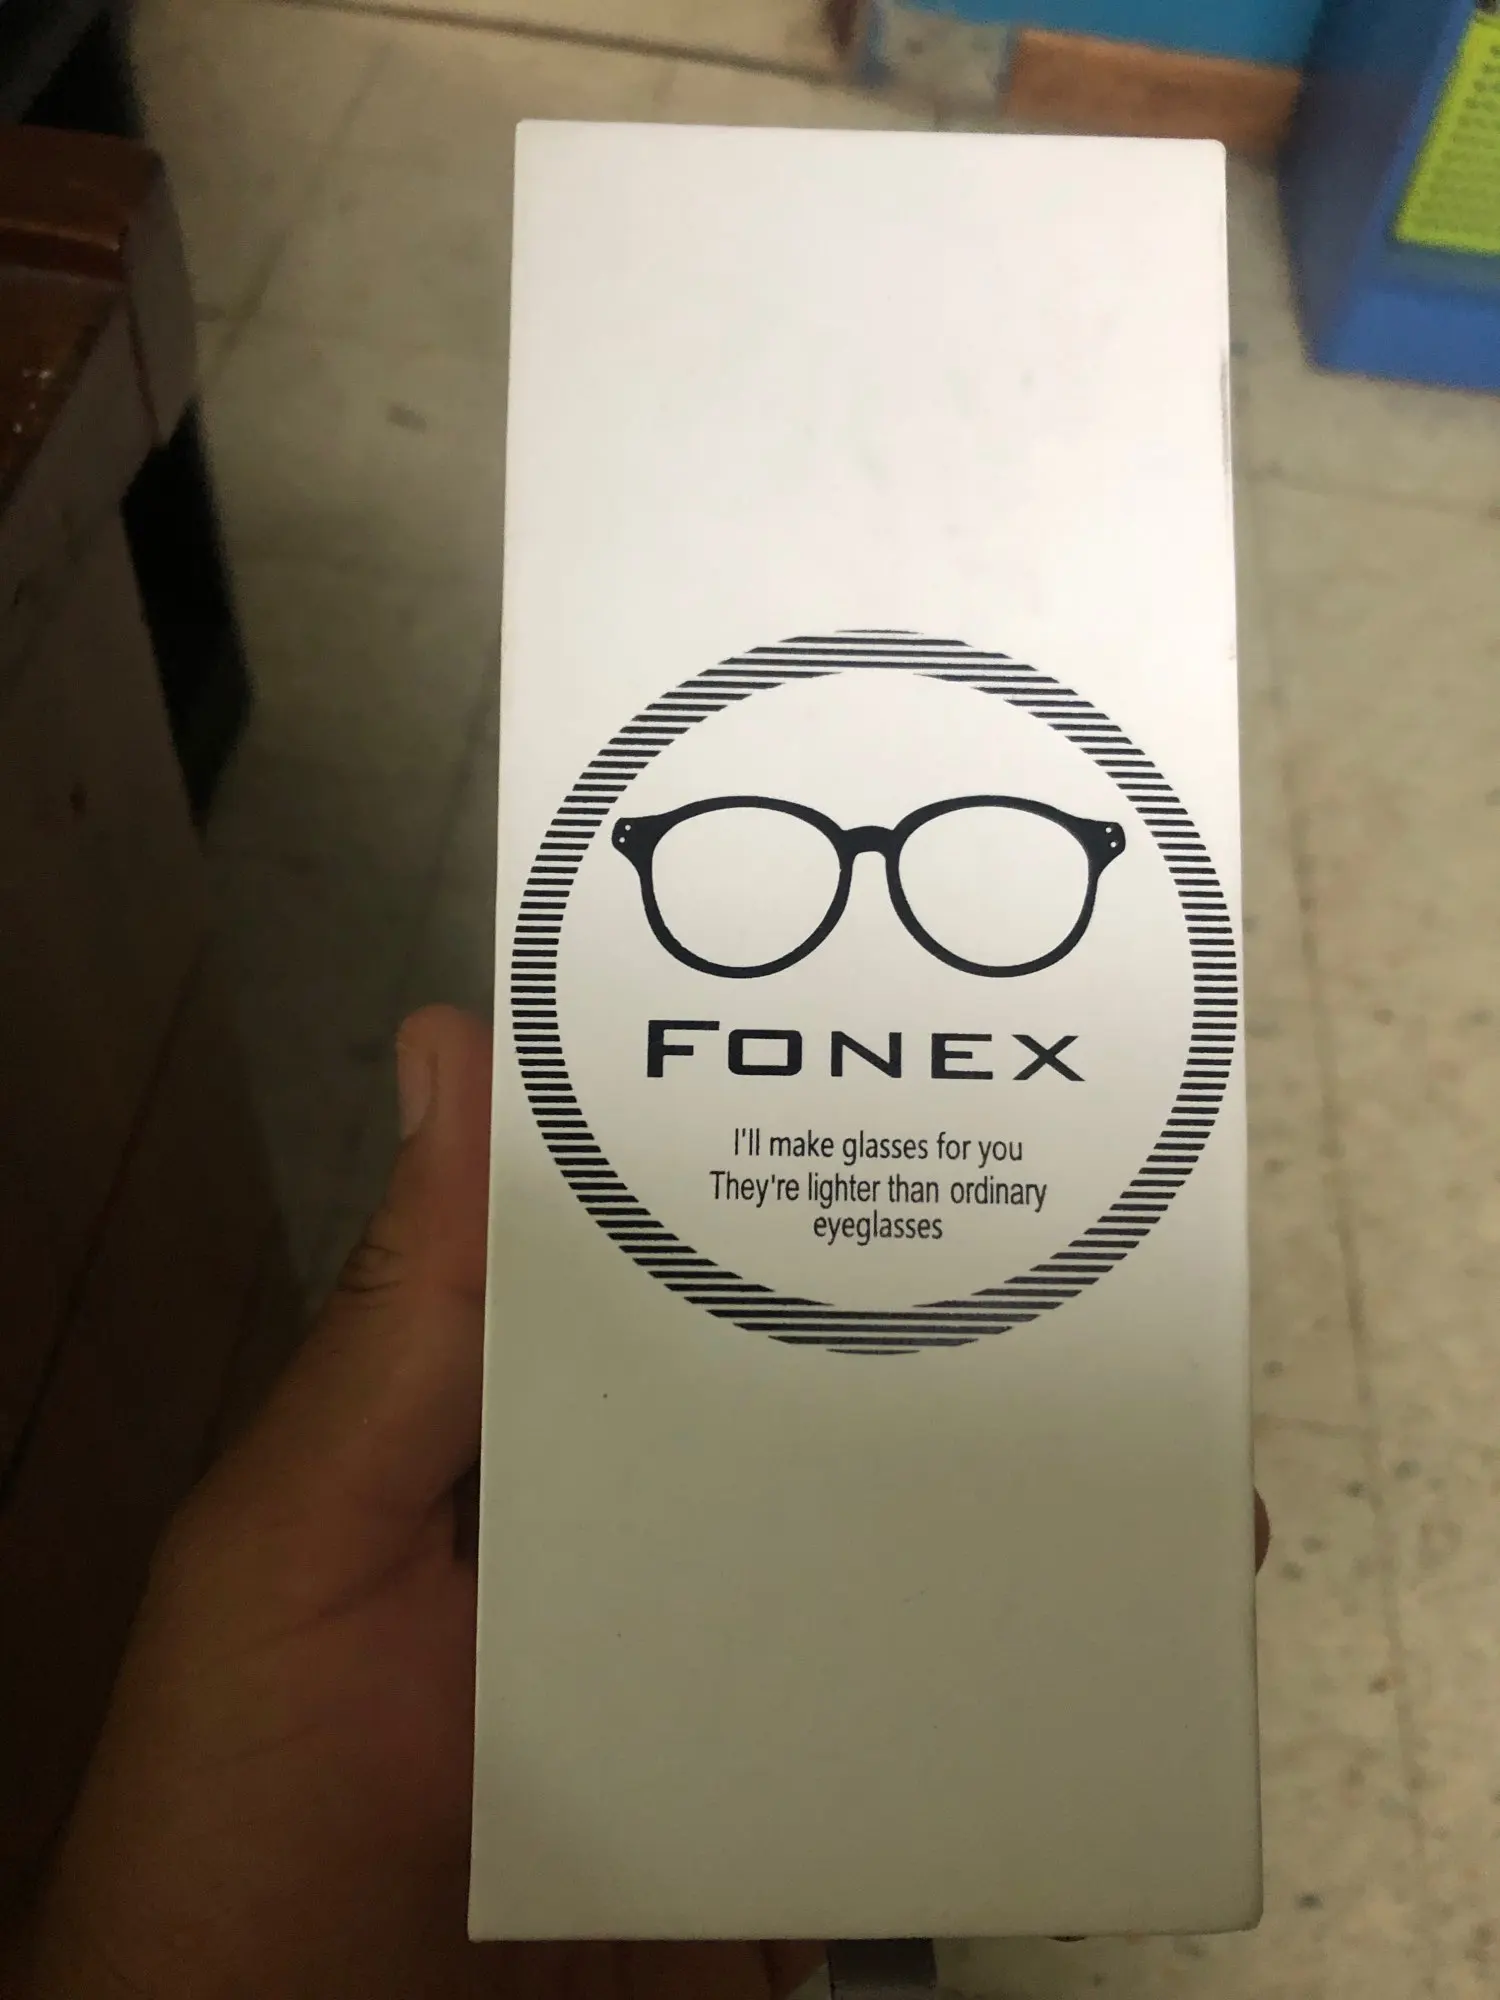 FONEX
I'll make glasses for you
They're lighter than ordinary
eyeglasses